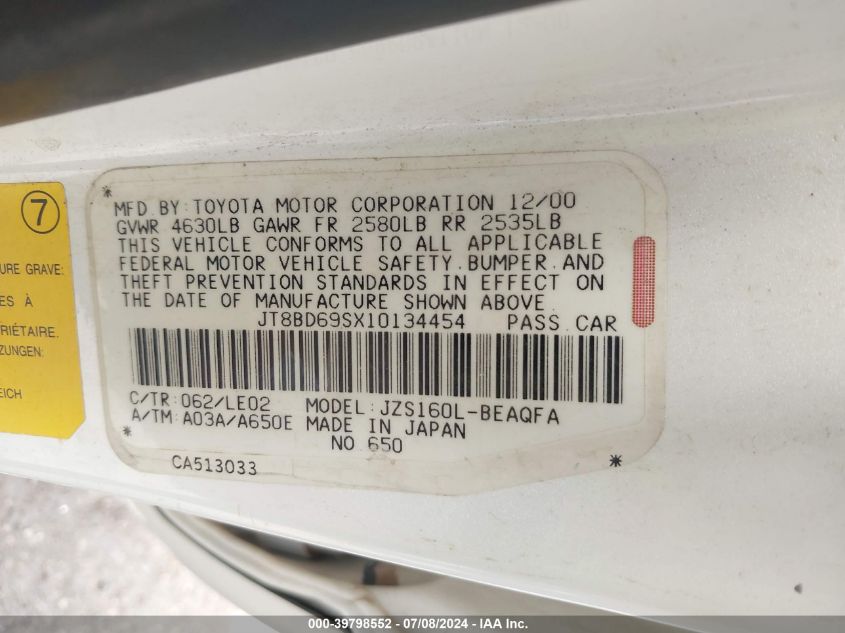 7
URE GRAVE:
ES À
PRIÉTAIRE.
ZUNGEN:
EICH
MFD.BY:TOYOTA MOTOR CORPORATION 12/00
GVWR 4630LB GAWR FR 2580LB RR 2535LB
THIS VEHICLE CONFORMS TO ALL APPLICABLE
FEDERAL MOTOR VEHICLE SAFETY.BUMPER.AND
THEFT PREVENTION STANDARDS IN EFFECT ON
THE DATE OF MANUFACTURE SHOWN ABOVE.
JT8BD69SX10134454 PASS.CAR
C/TR:062/LE02 MODEL:JZS160L-BEAQFA
A/TM:A03A/A650E MADE IN JAPAN
NO.650
CA513033
000-39798552 - 07/08/2024 - IAA Inc.